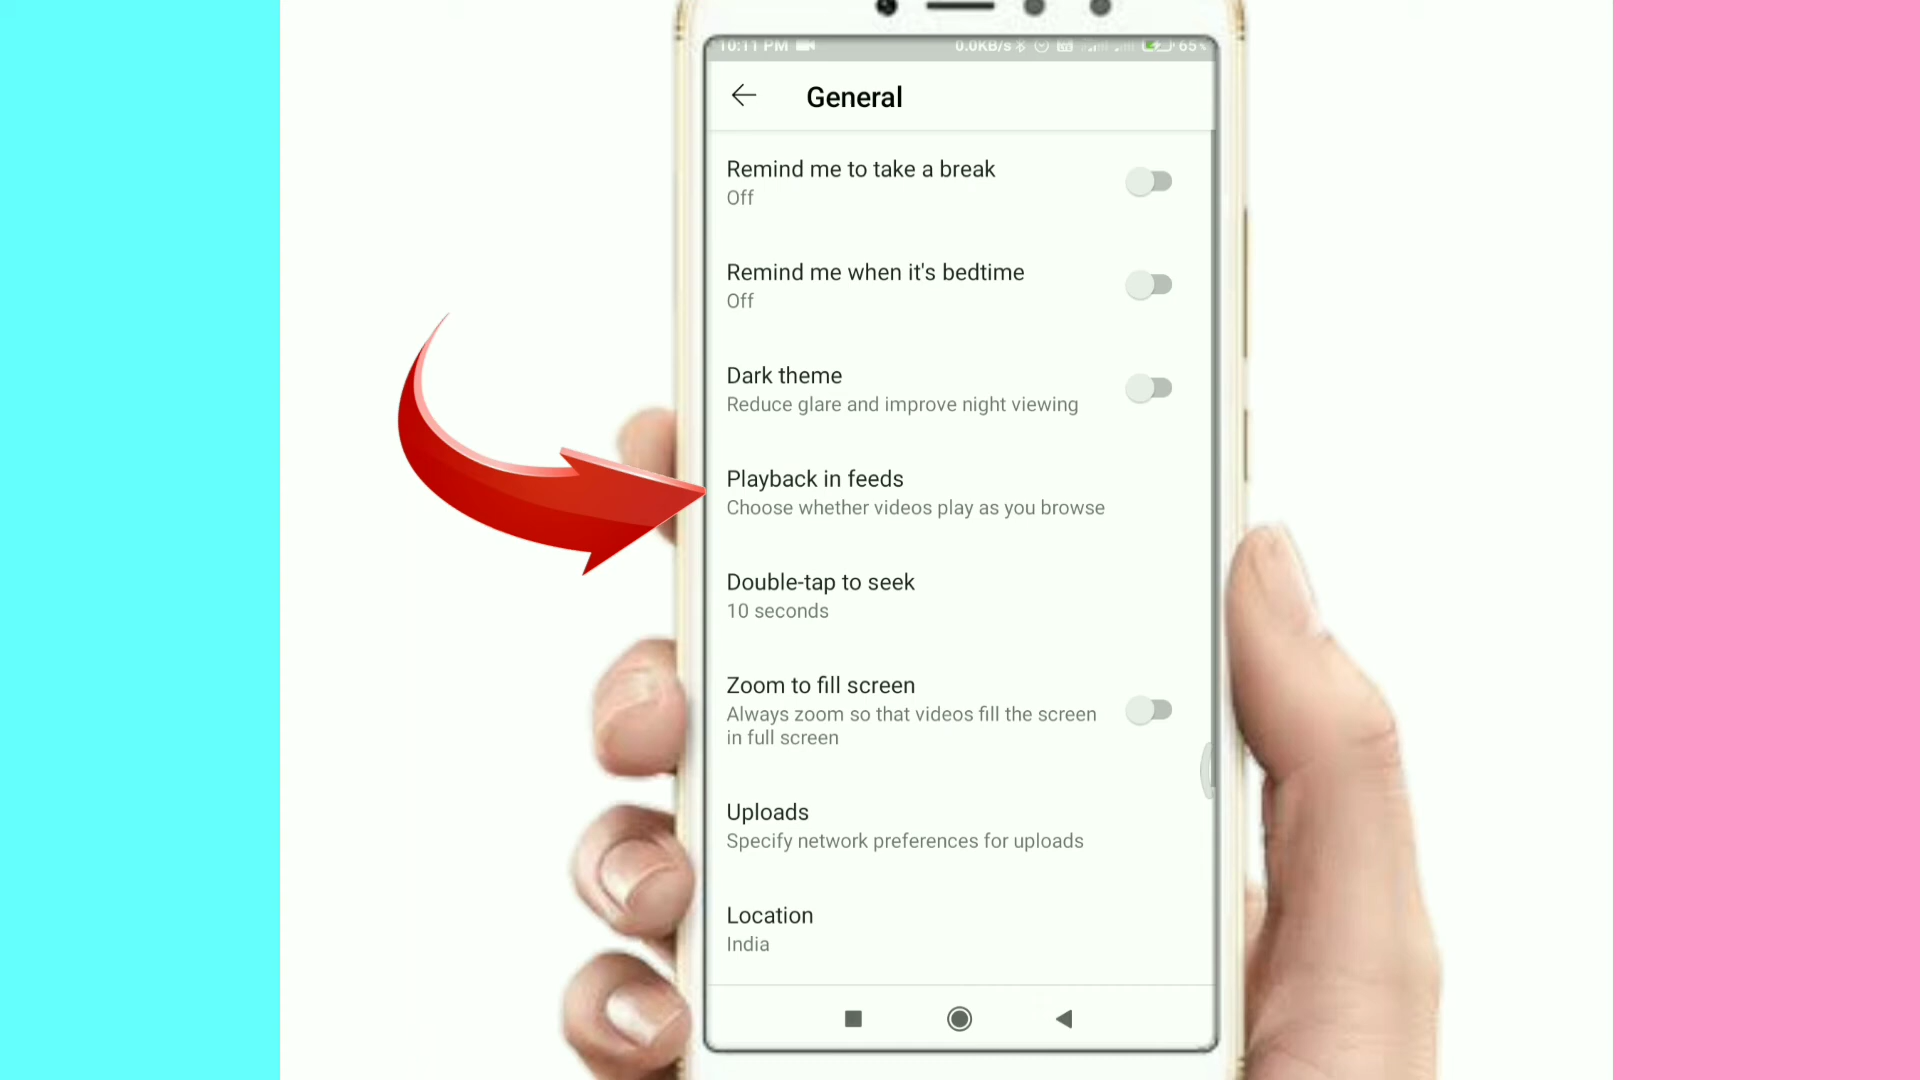 10:11 PM 0.0KB/s 65%
General
Remind me to take a break
Off
Remind me when it's bedtime
Off
Dark theme
Reduce glare and improve night viewing
Playback in feeds
Choose whether videos play as you browse
Double-tap to seek
10 seconds
Zoom to fill screen
Always zoom so that videos fill the screen
in full screen
Uploads
Specify network preferences for uploads
Location
India